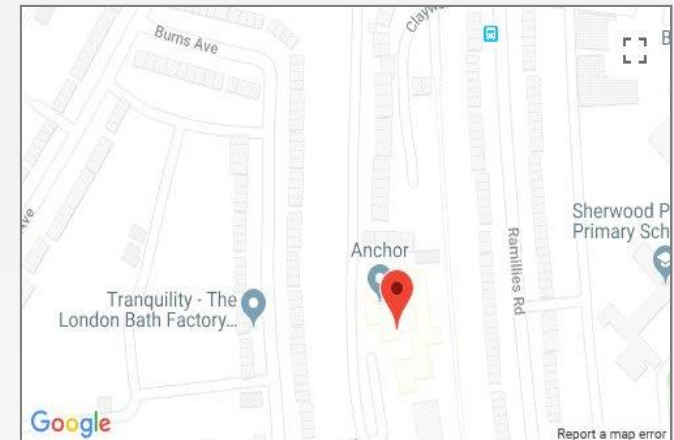 Burns Ave
Anchor
Ramillies Rd
Sherwood P
Primary Sch
Tranquility - The
London Bath Factory...
Google
Report a map error